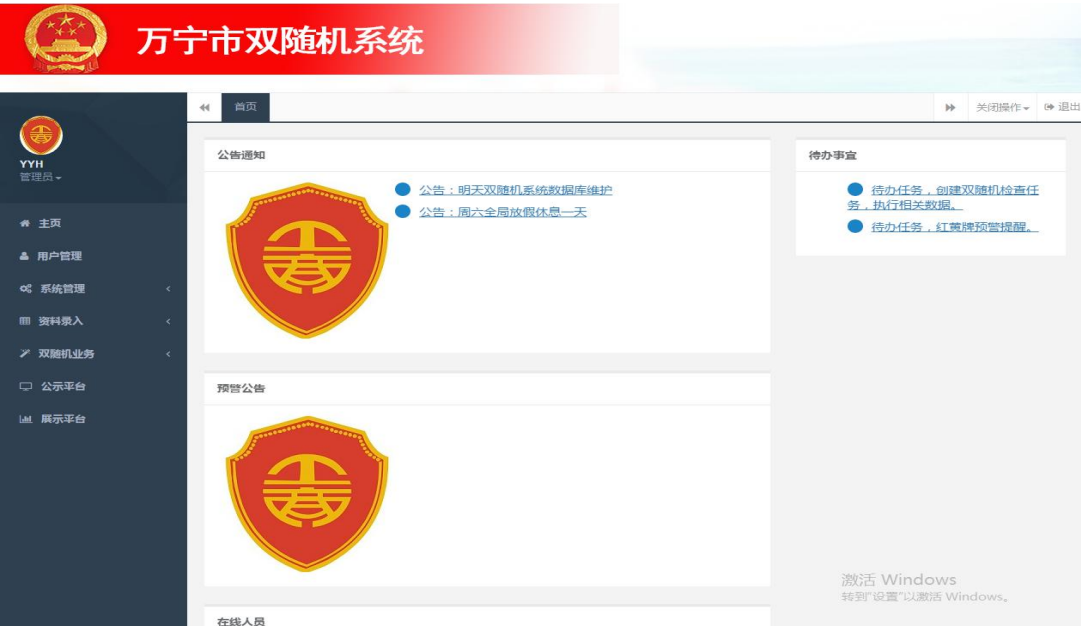 万宁市双随机系统
首页
关闭操作
退出
YYH
管理员
主页
用户管理
系统管理
资料录入
双随机业务
公示平台
展示平台
公告通知
公告：明天双随机系统数据库维护
公告：周六全局放假休息一天
预警公告
在线人员
待办事宜
待办任务，创建双随机检查任
务，执行相关数据。
待办任务，红黄牌预警提醒。
激活 Windows
转到"设置"以激活 Windows。